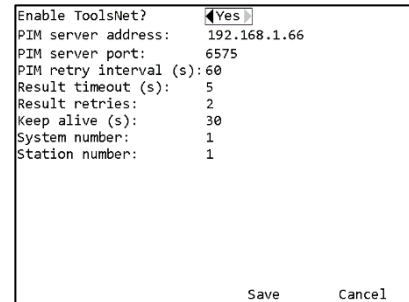 Enable ToolsNet? Yes
PIM server address: 192.168.1.66
PIM server port: 6575
PIM retry interval (s): 60
Result timeout (s): 5
Result retries: 2
Keep alive (s): 30
System number: 1
Station number: 1
Save Cancel